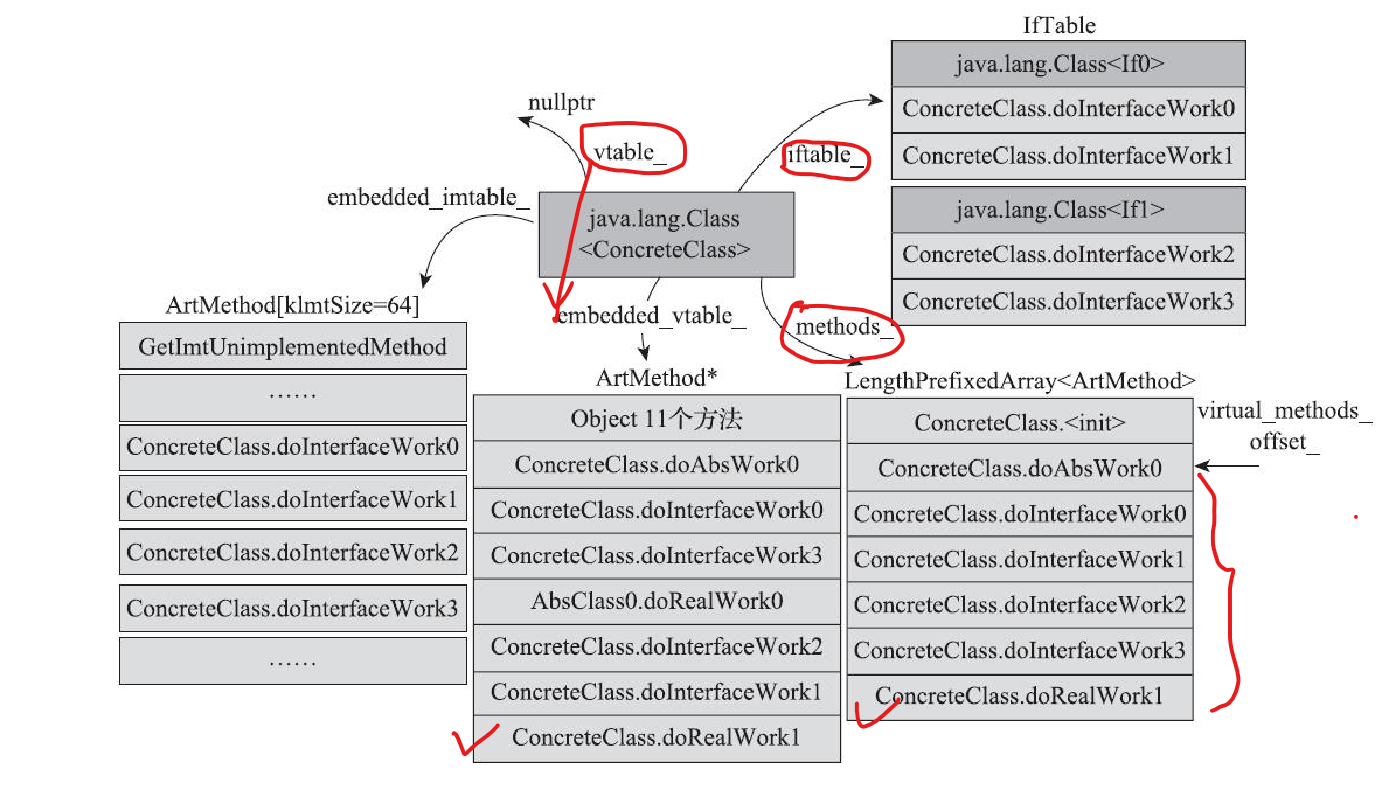 IfTable
java.lang.Class<If0>
ConcreteClass.doInterfaceWork0
ConcreteClass.doInterfaceWork1
java.lang.Class<If1>
ConcreteClass.doInterfaceWork2
ConcreteClass.doInterfaceWork3
nullptr
vtable_
iftable_
embedded_imtable_
java.lang.Class
<ConcreteClass>
embedded_vtable_
methods_
ArtMethod[klmtSize=64]
GetImtUnimplementedMethod
……
ConcreteClass.doInterfaceWork0
ConcreteClass.doInterfaceWork1
ConcreteClass.doInterfaceWork2
ConcreteClass.doInterfaceWork3
……
ArtMethod*
Object 11个方法
ConcreteClass.doAbsWork0
ConcreteClass.doInterfaceWork0
ConcreteClass.doInterfaceWork3
AbsClass0.doRealWork0
ConcreteClass.doInterfaceWork2
ConcreteClass.doInterfaceWork1
ConcreteClass.doRealWork1
LengthPrefixedArray<ArtMethod>
ConcreteClass.<init>
ConcreteClass.doAbsWork0
ConcreteClass.doInterfaceWork0
ConcreteClass.doInterfaceWork1
ConcreteClass.doInterfaceWork2
ConcreteClass.doInterfaceWork3
ConcreteClass.doRealWork1
virtual_methods_
offset_